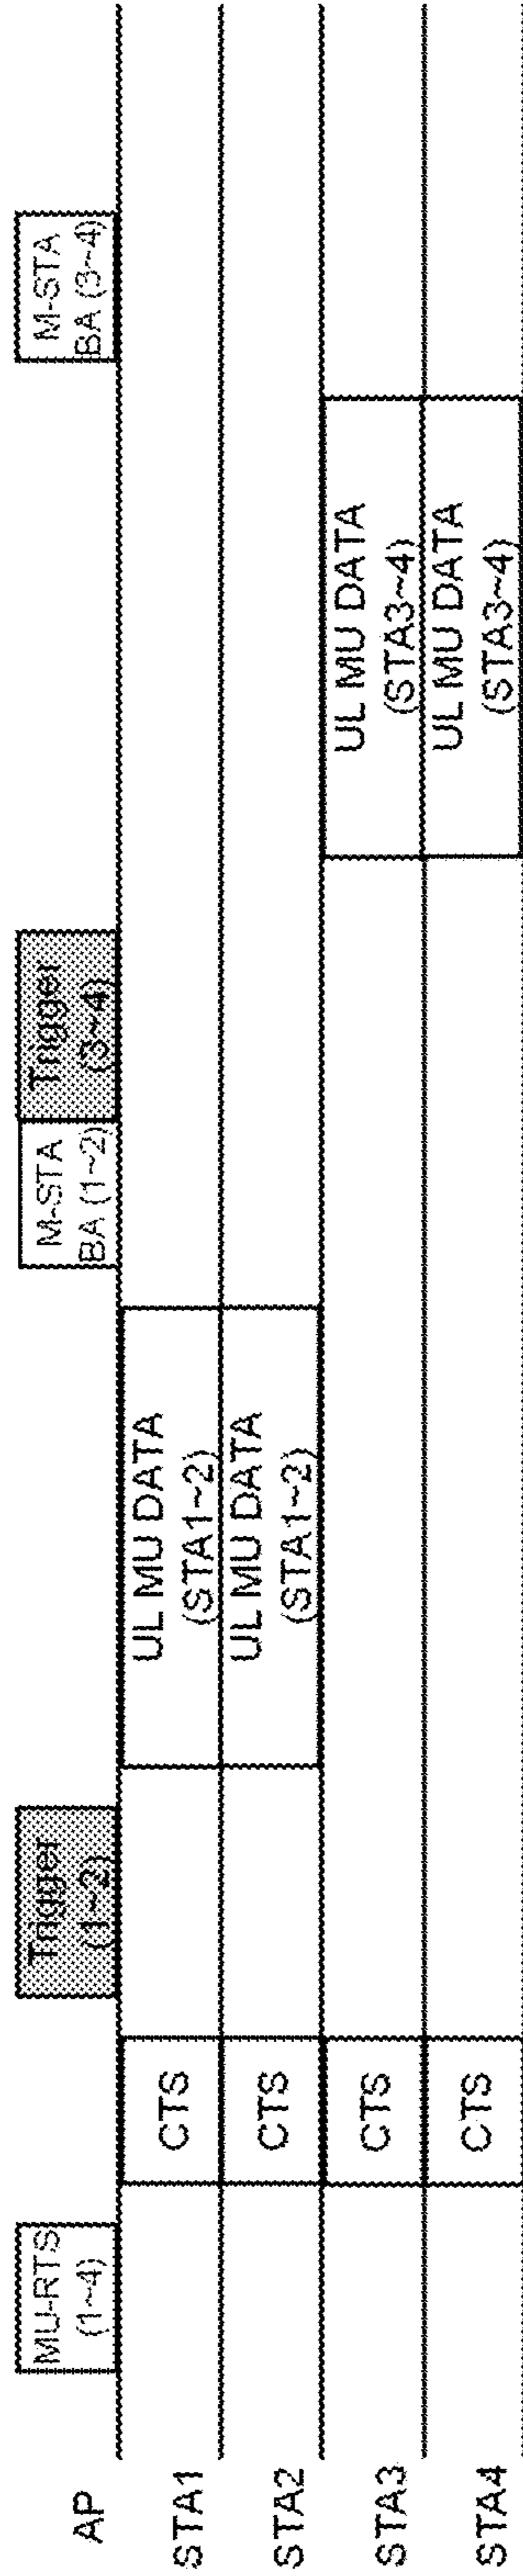 AP
MU-RTS
(1~4)
Trigger
(1~2)
M-STA
BA (1~2)
Trigger
(3~4)
M-STA
BA (3~4)
STA1
CTS
UL MU DATA
(STA1~2)
STA2
CTS
UL MU DATA
(STA1~2)
STA3
CTS
UL MU DATA
(STA3~4)
STA4
CTS
UL MU DATA
(STA3~4)